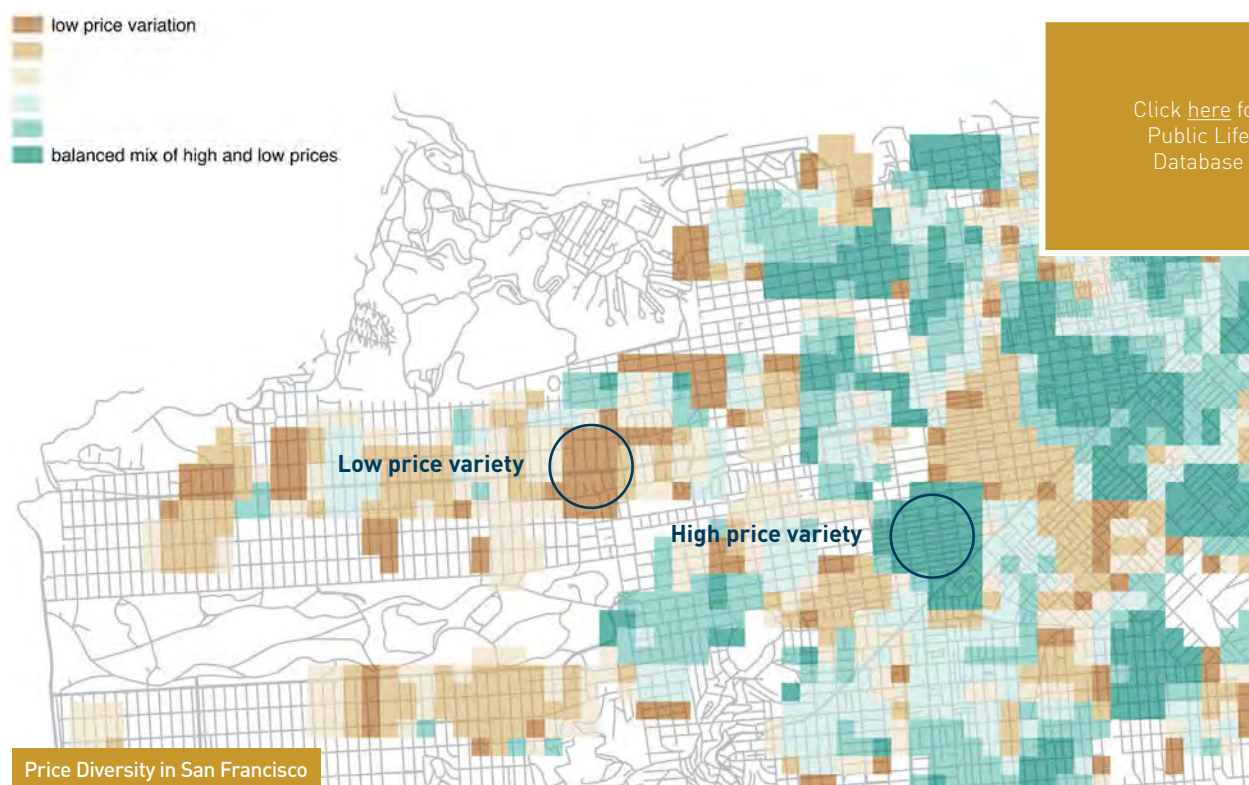 low price variation
balanced mix of high and low prices
Click here fo
Public Life
Database
Low price variety
High price variety
Price Diversity in San Francisco